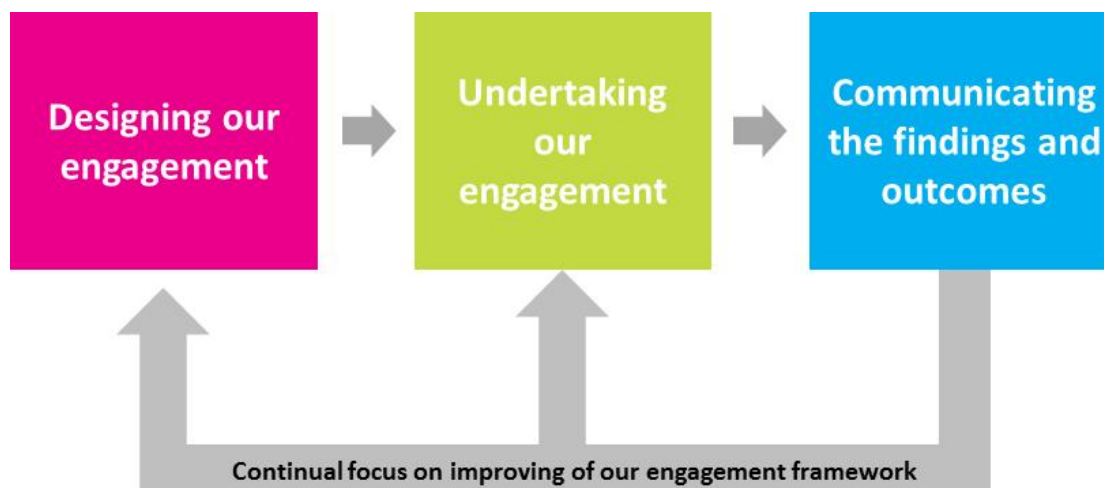 Designing our
engagement
Undertaking
our
engagement
Communicating
the findings and
outcomes
Continual focus on improving of our engagement framework